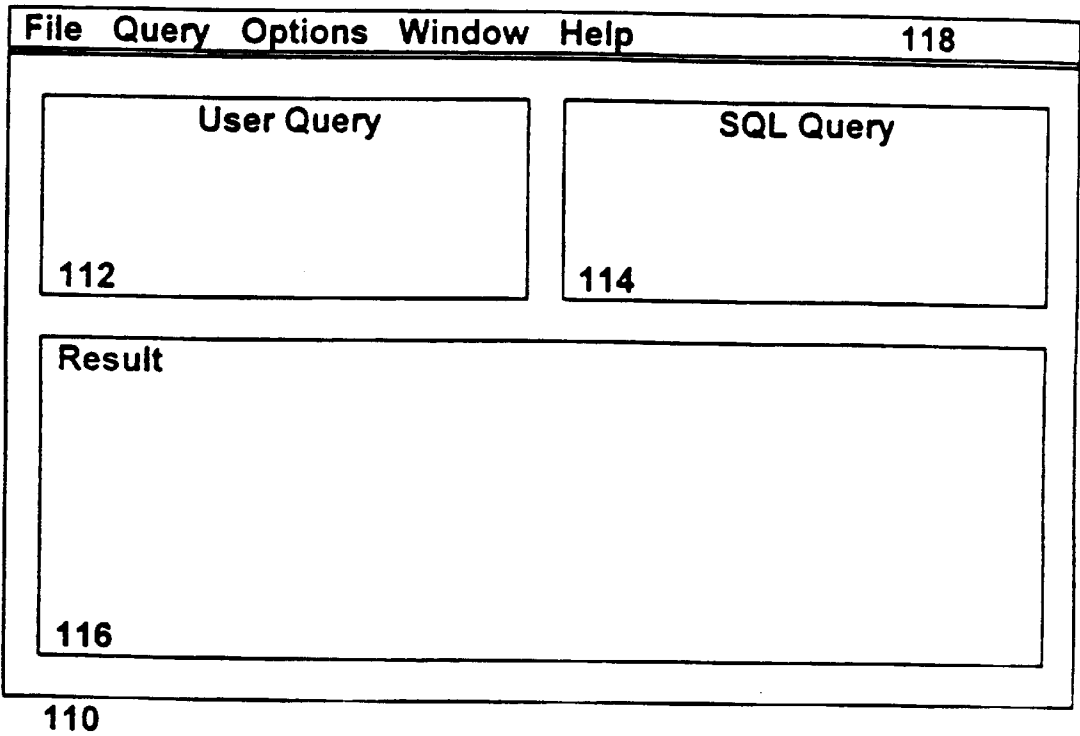 File Query Options Window Help 118
User Query
SQL Query
112
114
Result
116
110